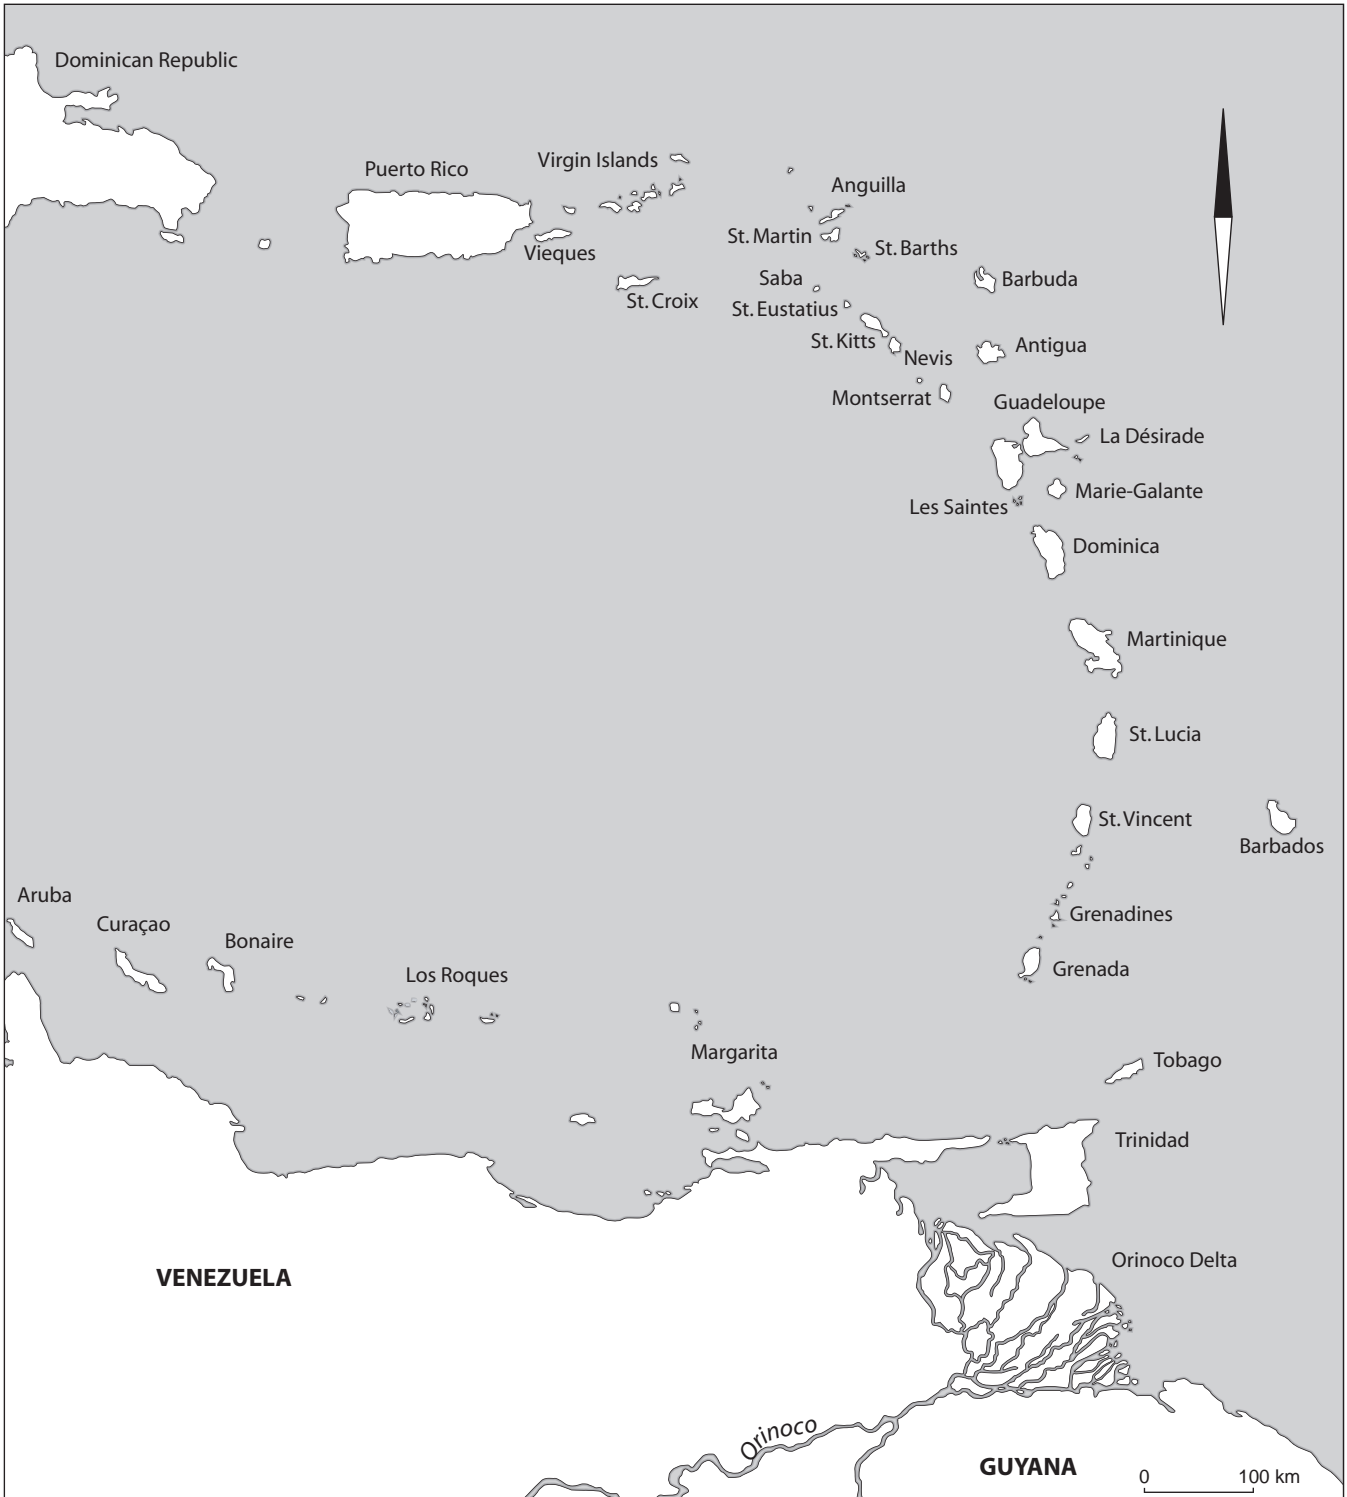 Dominican Republic
Puerto Rico
Virgin Islands
Anguilla
St. Martin
St. Barths
Vieques
Saba
Barbuda
St. Croix
St. Eustatius
St. Kitts
Antigua
Nevis
Montserrat
Guadeloupe
La Désirade
Marie-Galante
Les Saintes
Dominica
Martinique
St. Lucia
St. Vincent
Barbados
Aruba
Curaçao
Bonaire
Grenadines
Los Roques
Grenada
Margarita
Tobago
Trinidad
Orinoco Delta
VENEZUELA
Orinoco
GUYANA
0 100 km